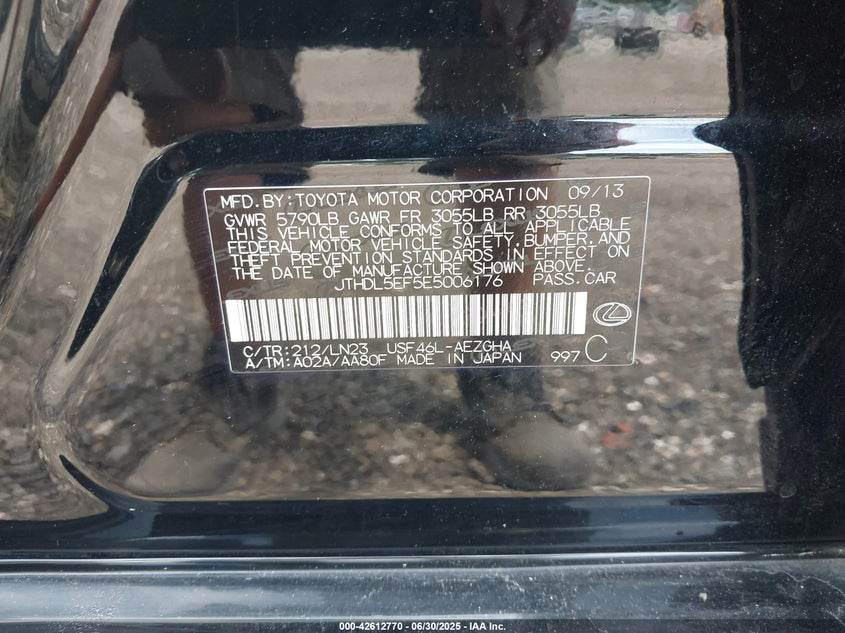 MFD.BY:TOYOTA MOTOR CORPORATION 09/13
GVWR 5790LB GAWR FR 3055LB RR 3055LB
THIS VEHICLE CONFORMS TO ALL APPLICABLE
FEDERAL MOTOR VEHICLE SAFETY,BUMPER,AND
THEFT PREVENTION STANDARDS IN EFFECT ON
THE DATE OF MANUFACTURE SHOWN ABOVE.
JTHDL5EF5E5006176 PASS.CAR
C/TR:212/LN23 USF46L-AEZGHA
A/TM:A02A/AA80F MADE IN JAPAN 997 C
000-42612770 - 06/30/2025 - IAA Inc.